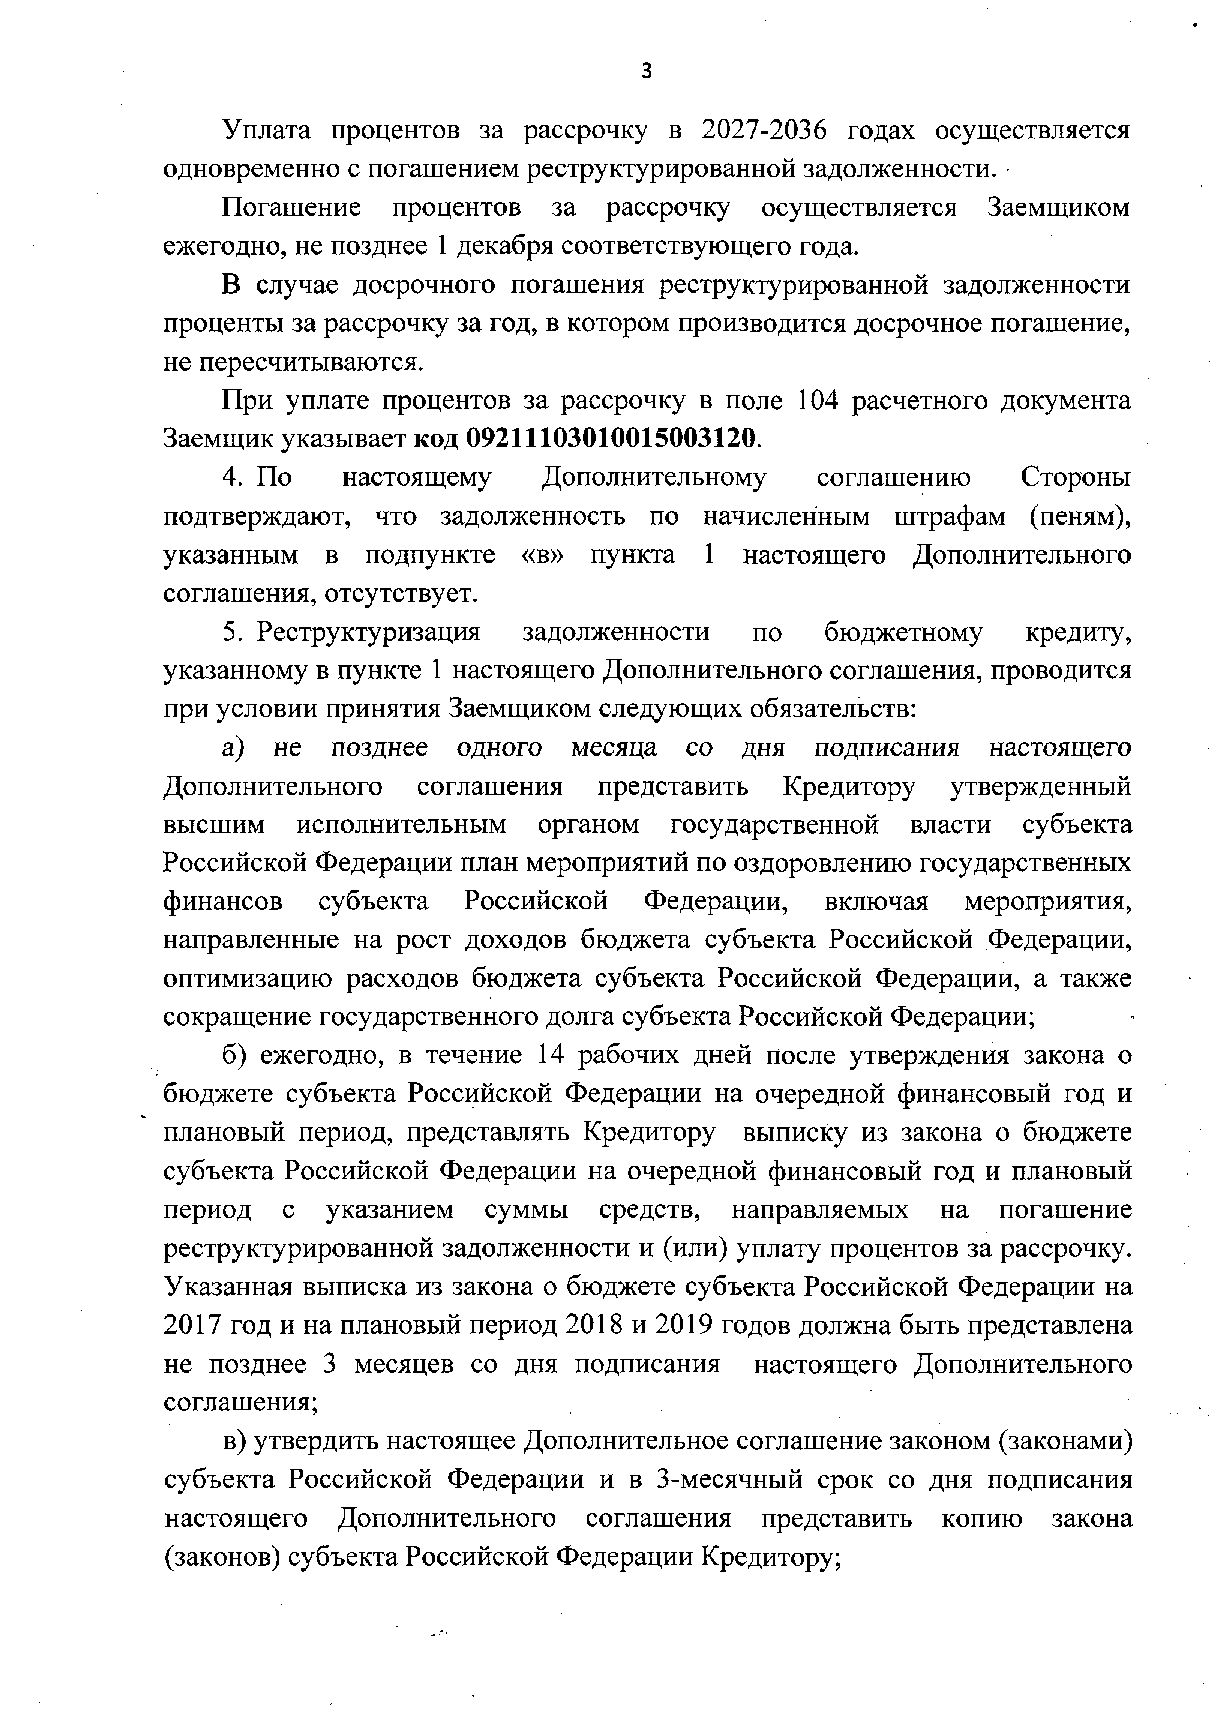 3
Уплата процентов за рассрочку в 2027-2036 годах осуществляется
одновременно с погашением реструктурированной задолженности.
Погашение процентов за рассрочку осуществляется Заемщиком
ежегодно, не позднее 1 декабря соответствующего года.
В случае досрочного погашения реструктурированной задолженности
проценты за рассрочку за год, в котором производится досрочное погашение,
не пересчитываются.
При уплате процентов за рассрочку в поле 104 расчетного документа
Заемщик указывает код 09211103010015003120.
4. По настоящему Дополнительному соглашению Стороны
подтверждают, что задолженность по начисленным штрафам (пеням),
указанным в подпункте «в» пункта 1 настоящего Дополнительного
соглашения, отсутствует.
5. Реструктуризация задолженности по бюджетному кредиту,
указанному в пункте 1 настоящего Дополнительного соглашения, проводится
при условии принятия Заемщиком следующих обязательств:
а) не позднее одного месяца со дня подписания настоящего
Дополнительного соглашения представить Кредитору утвержденный
высшим исполнительным органом государственной власти субъекта
Российской Федерации план мероприятий по оздоровлению государственных
финансов субъекта Российской Федерации, включая мероприятия,
направленные на рост доходов бюджета субъекта Российской Федерации,
оптимизацию расходов бюджета субъекта Российской Федерации, а также
сокращение государственного долга субъекта Российской Федерации;
б) ежегодно, в течение 14 рабочих дней после утверждения закона о
бюджете субъекта Российской Федерации на очередной финансовый год и
плановый период, представлять Кредитору выписку из закона о бюджете
субъекта Российской Федерации на очередной финансовый год и плановый
период с указанием суммы средств, направляемых на погашение
реструктурированной задолженности и (или) уплату процентов за рассрочку.
Указанная выписка из закона о бюджете субъекта Российской Федерации на
2017 год и на плановый период 2018 и 2019 годов должна быть представлена
не позднее 3 месяцев со дня подписания настоящего Дополнительного
соглашения;
в) утвердить настоящее Дополнительное соглашение законом (законами)
субъекта Российской Федерации и в 3-месячный срок со дня подписания
настоящего Дополнительного соглашения представить копию закона
(законов) субъекта Российской Федерации Кредитору;